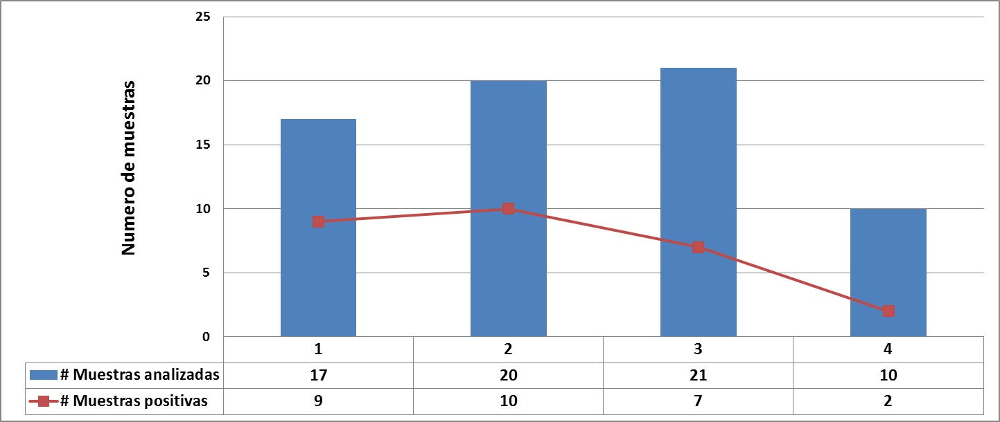 Numero de muestras
25
20
15
10
5
0
1 2 3 4
# Muestras analizadas 17 20 21 10
# Muestras positivas 9 10 7 2